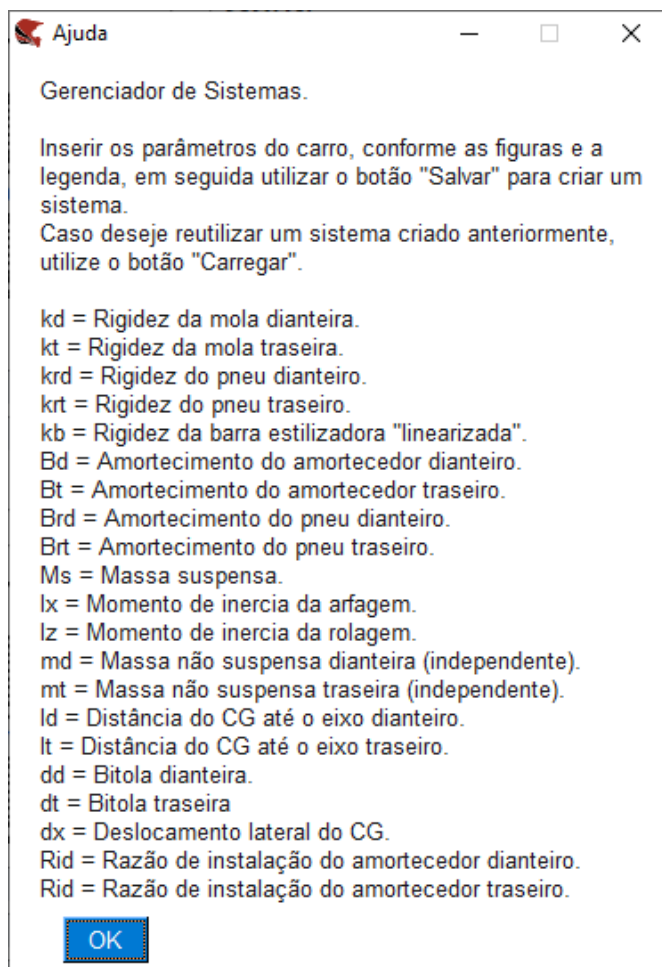 Ajuda
Gerenciador de Sistemas.
Inserir os parâmetros do carro, conforme as figuras e a
legenda, em seguida utilizar o botão "Salvar" para criar um
sistema.
Caso deseje reutilizar um sistema criado anteriormente,
utilize o botão "Carregar".
kd = Rigidez da mola dianteira.
kt = Rigidez da mola traseira.
krd = Rigidez do pneu dianteiro.
krt = Rigidez do pneu traseiro.
kb = Rigidez da barra estilizadora "linearizada".
Bd = Amortecimento do amortecedor dianteiro.
Bt = Amortecimento do amortecedor traseiro.
Brd = Amortecimento do pneu dianteiro.
Brt = Amortecimento do pneu traseiro.
Ms = Massa suspensa.
Ix = Momento de inercia da arfagem.
Iz = Momento de inercia da rolagem.
md = Massa não suspensa dianteira (independente).
mt = Massa não suspensa traseira (independente).
ld = Distância do CG até o eixo dianteiro.
lt = Distância do CG até o eixo traseiro.
dd = Bitola dianteira.
dt = Bitola traseira
dx = Deslocamento lateral do CG.
Rid = Razão de instalação do amortecedor dianteiro.
Rid = Razão de instalação do amortecedor traseiro.
OK